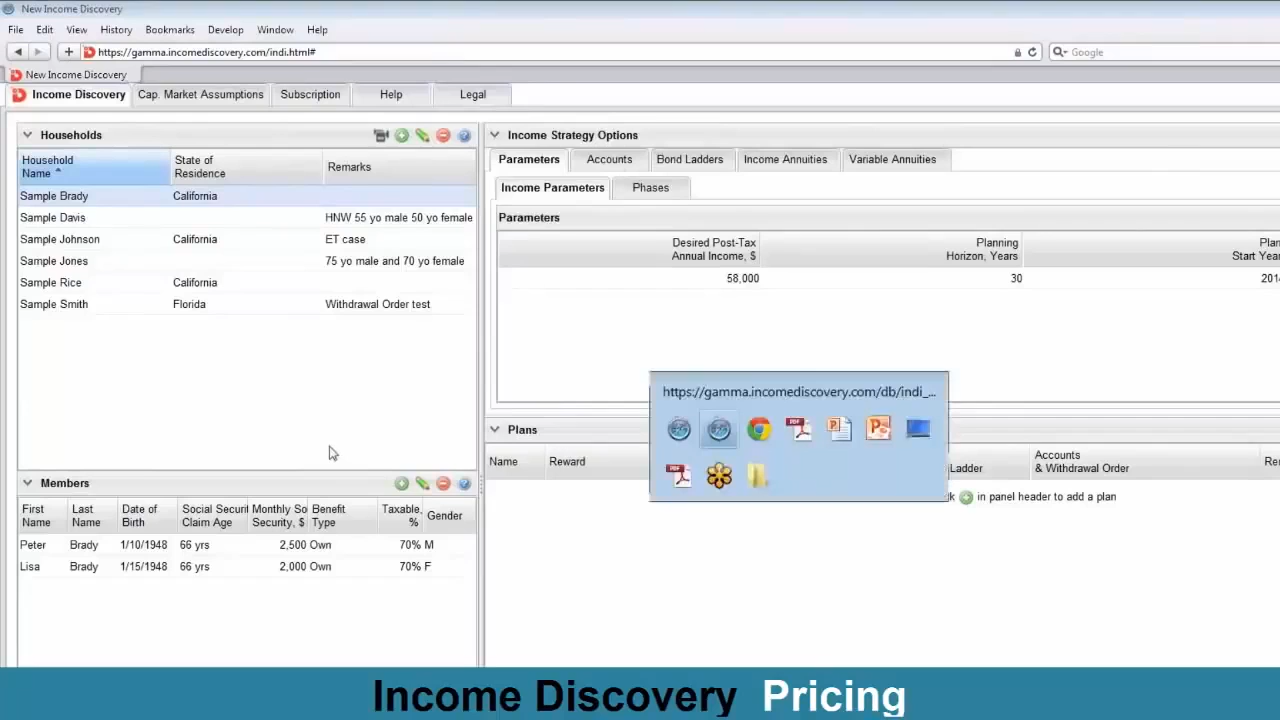 New Income Discovery
File Edit View History Bookmarks Develop Window Help
https://gamma.incomediscovery.com/indi.html#
Google
New Income Discovery
Income Discovery Cap. Market Assumptions Subscription Help Legal
Households
Household Name State of Residence Remarks
Sample Brady California
Sample Davis HNW 55 yo male 50 yo female
Sample Johnson California ET case
Sample Jones 75 yo male and 70 yo female
Sample Rice California
Sample Smith Florida Withdrawal Order test
Members
First Name Last Name Date of Birth Social Securi Claim Age Monthly So Security, $ Benefit Type Taxable, % Gender
Peter Brady 1/10/1948 66 yrs 2,500 Own 70% M
Lisa Brady 1/15/1948 66 yrs 2,000 Own 70% F
Income Strategy Options
Parameters Accounts Bond Ladders Income Annuities Variable Annuities
Income Parameters Phases
Parameters
Desired Post-Tax Annual Income, $ Planning Horizon, Years Plan Start Year
58,000 30 2014
https://gamma.incomediscovery.com/db/indi_...
PDF PDF
Plans
Name Reward Ladder Accounts & Withdrawal Order Re
k in panel header to add a plan
Income Discovery Pricing